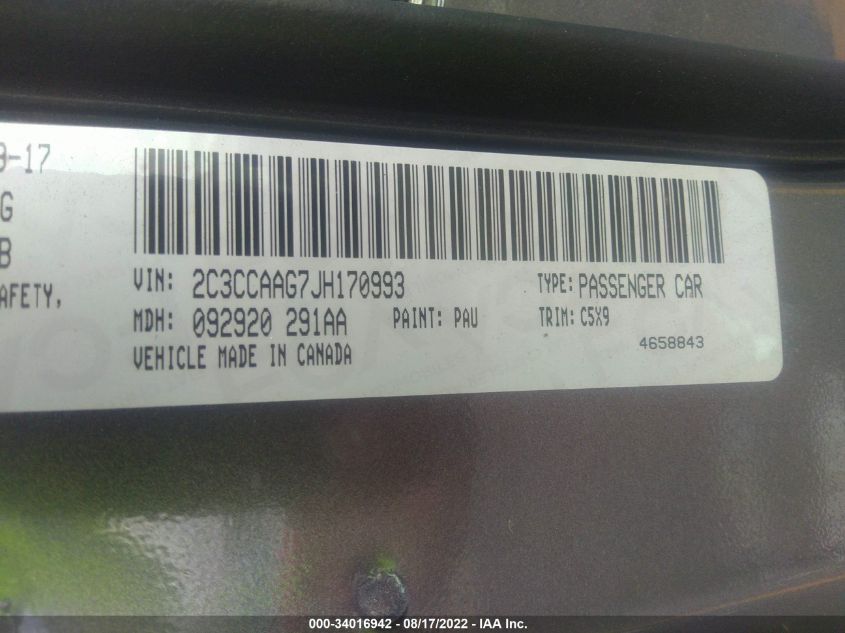 9-17
G
B
AFETY,
VIN: 2C3CCAAG7JH170993 TYPE: PASSENGER CAR
MDH: 092920 291AA PAINT: PAU TRIM: C5X9
VEHICLE MADE IN CANADA 4658843
000-34016942 - 08/17/2022 - IAA Inc.